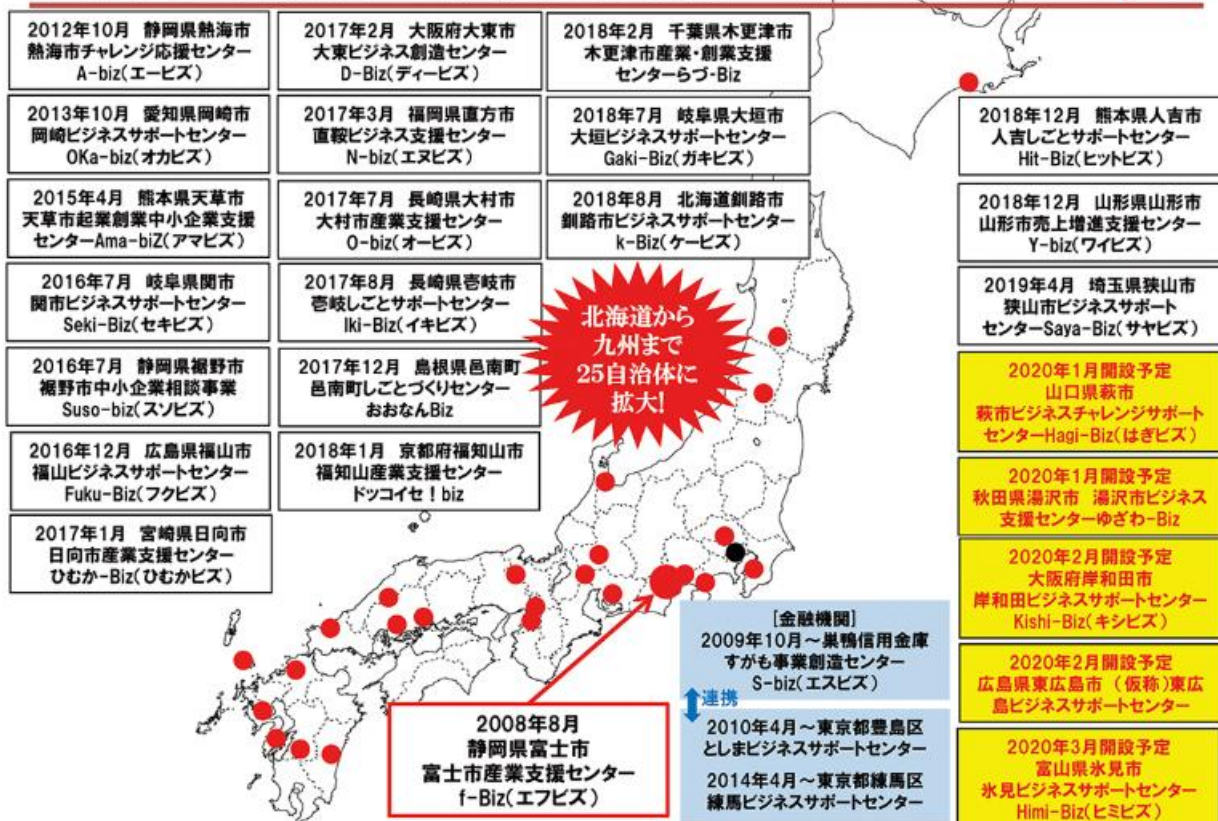 2012年10月 静岡県熱海市
熱海市チャレンジ応援センター
A-biz(エービズ)
2013年10月 愛知県岡崎市
岡崎ビジネスサポートセンター
OKa-biz(オカビズ)
2015年4月 熊本県天草市
天草市起業創業中小企業支援
センターAma-biZ(アマビズ)
2016年7月 岐阜県関市
関市ビジネスサポートセンター
Seki-Biz(セキビズ)
2016年7月 静岡県裾野市
裾野市中小企業相談事業
Suso-biz(スソビズ)
2016年12月 広島県福山市
福山ビジネスサポートセンター
Fuku-Biz(フクビズ)
2017年1月 宮崎県日向市
日向市産業支援センター
ひむか-Biz(ひむかビズ)
2017年2月 大阪府大東市
大東ビジネス創造センター
D-Biz(ディービズ)
2017年3月 福岡県直方市
直鞍ビジネス支援センター
N-biz(エヌビズ)
2017年7月 長崎県大村市
大村市産業支援センター
O-biz(オービズ)
2017年8月 長崎県壱岐市
壱岐しごとサポートセンター
Iki-Biz(イキビズ)
2017年12月 島根県邑南町
邑南町しごとづくりセンター
おおなんBiz
2018年1月 京都府福知山市
福知山産業支援センター
ドッコイセ！biz
2018年2月 千葉県木更津市
木更津市産業・創業支援
センターらづ-Biz
2018年7月 岐阜県大垣市
大垣ビジネスサポートセンター
Gaki-Biz(ガキビズ)
2018年8月 北海道釧路市
釧路市ビジネスサポートセンター
k-Biz(ケービズ)
北海道から
九州まで
25自治体に
拡大！
2018年12月 熊本県人吉市
人吉しごとサポートセンター
Hit-Biz(ヒットビズ)
2018年12月 山形県山形市
山形市売上増進支援センター
Y-biz(ワイビズ)
2019年4月 埼玉県狭山市
狭山市ビジネスサポート
センターSaya-Biz(サヤビズ)
2020年1月開設予定
山口県萩市
萩市ビジネスチャレンジサポート
センターHagi-Biz(はぎビズ)
2020年1月開設予定
秋田県湯沢市 湯沢市ビジネス
支援センターゆざわ-Biz
2020年2月開設予定
大阪府岸和田市
岸和田ビジネスサポートセンター
Kishi-Biz(キシビズ)
2020年2月開設予定
広島県東広島市 (仮称)東広
島ビジネスサポートセンター
2020年3月開設予定
富山県氷見市
氷見ビジネスサポートセンター
Himi-Biz(ヒミビズ)
2008年8月
静岡県富士市
富士市産業支援センター
f-Biz(エフビズ)
[金融機関]
2009年10月～巣鴨信用金庫
すがも事業創造センター
S-biz(エスビズ)
連携
2010年4月～東京都豊島区
としまビジネスサポートセンター
2014年4月～東京都練馬区
練馬ビジネスサポートセンター